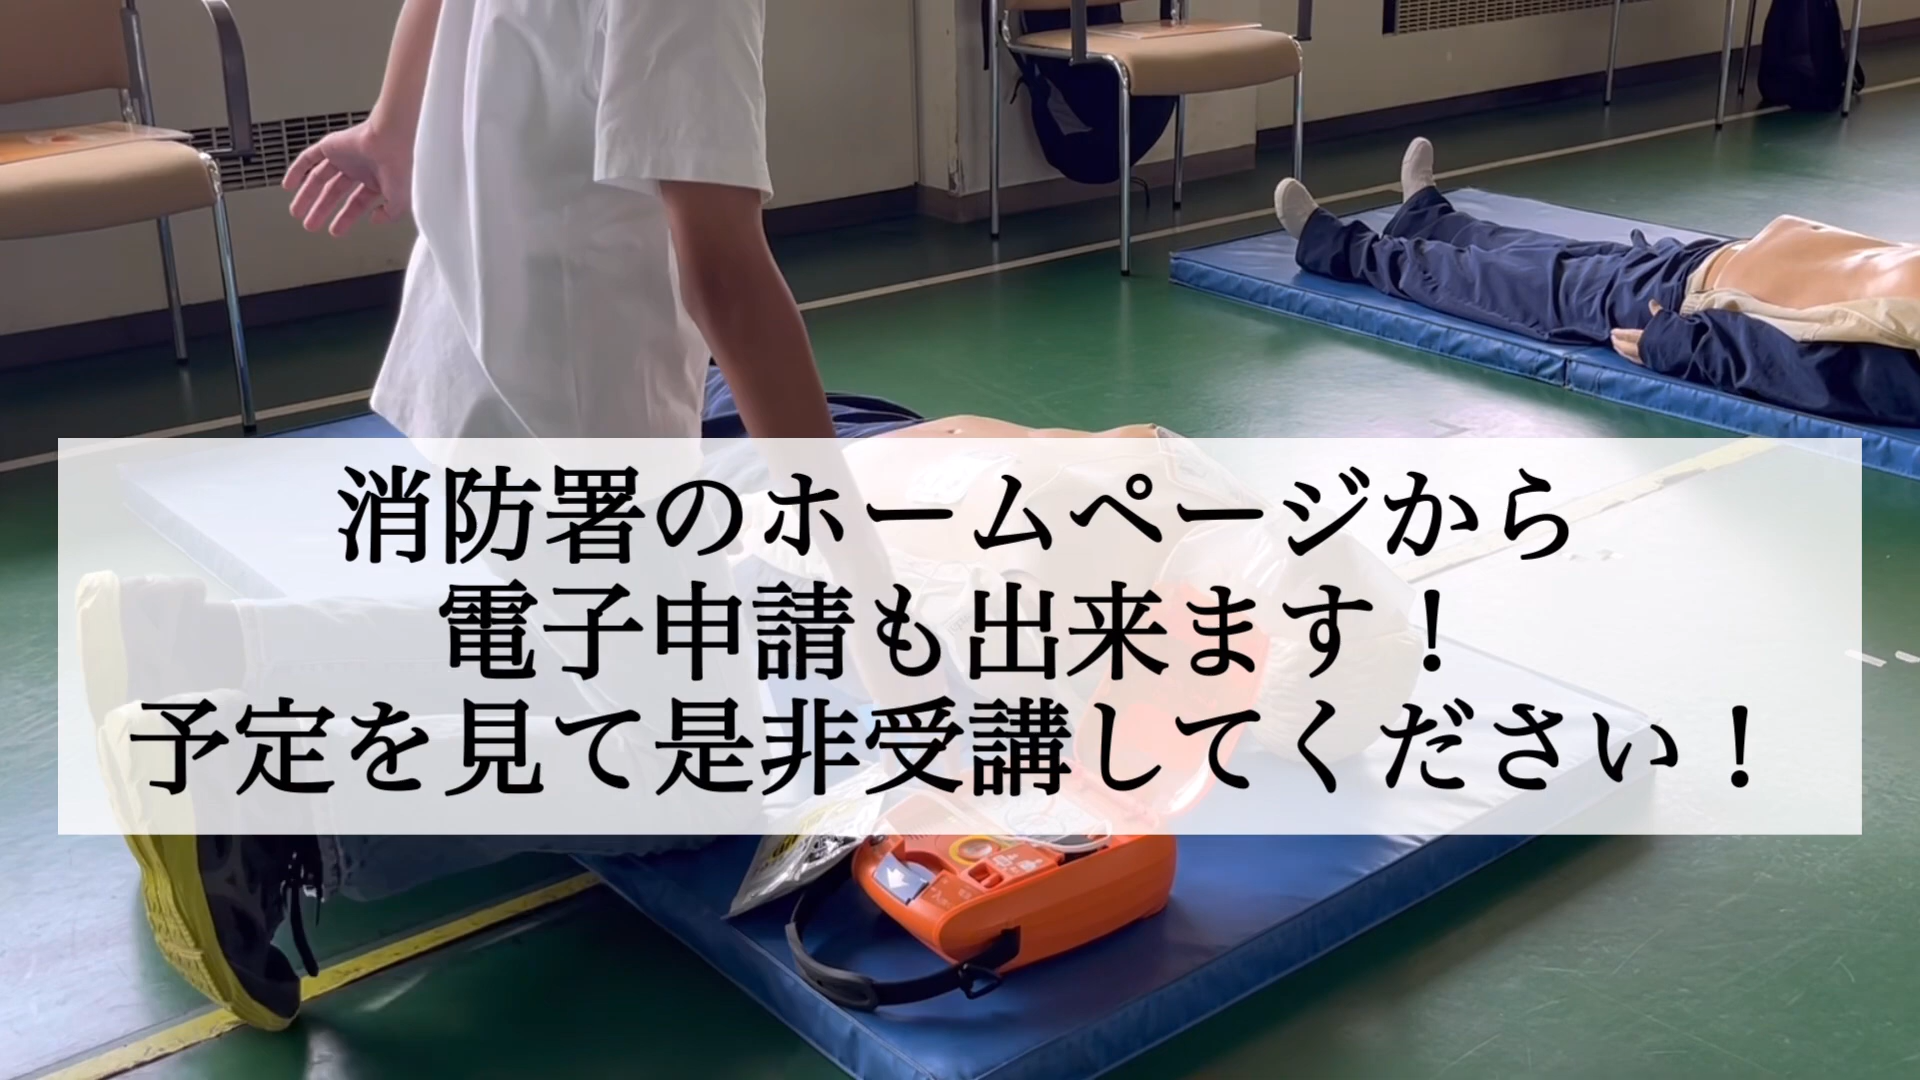 消防署のホームページから
電子申請も出来ます！
予定を見て是非受講してください！